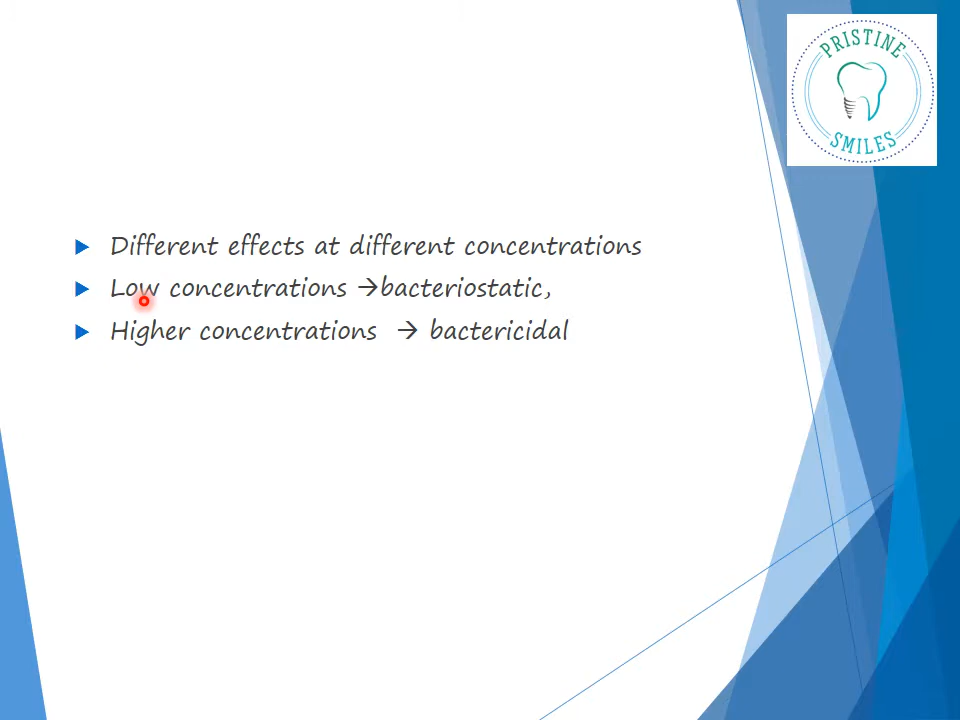 PRISTINE
SMILES
Different effects at different concentrations
Low concentrations →bacteriostatic,
Higher concentrations → bactericidal